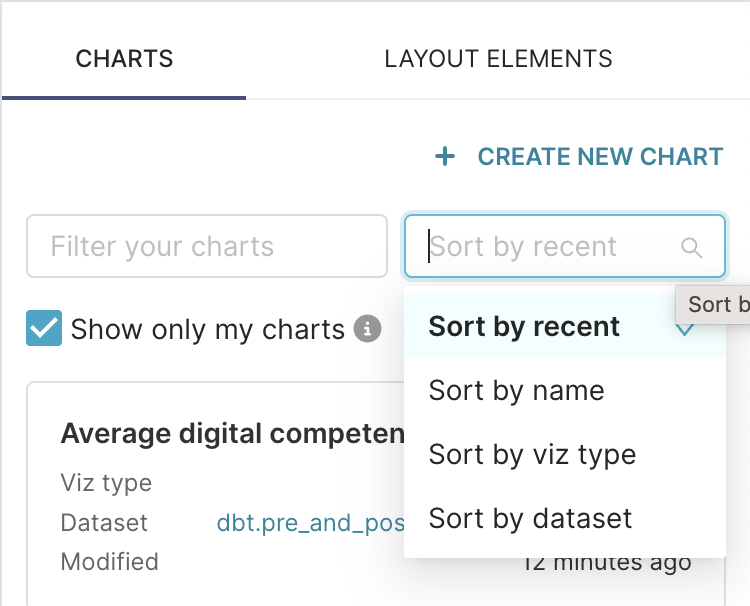 CHARTS
LAYOUT ELEMENTS
+ CREATE NEW CHART
Filter your charts
Sort by recent
Show only my charts
Sort b
Sort by recent
Sort by name
Sort by viz type
Sort by dataset
Average digital competen
Viz type
Dataset dbt.pre_and_pos
Modified 12 minutes ago